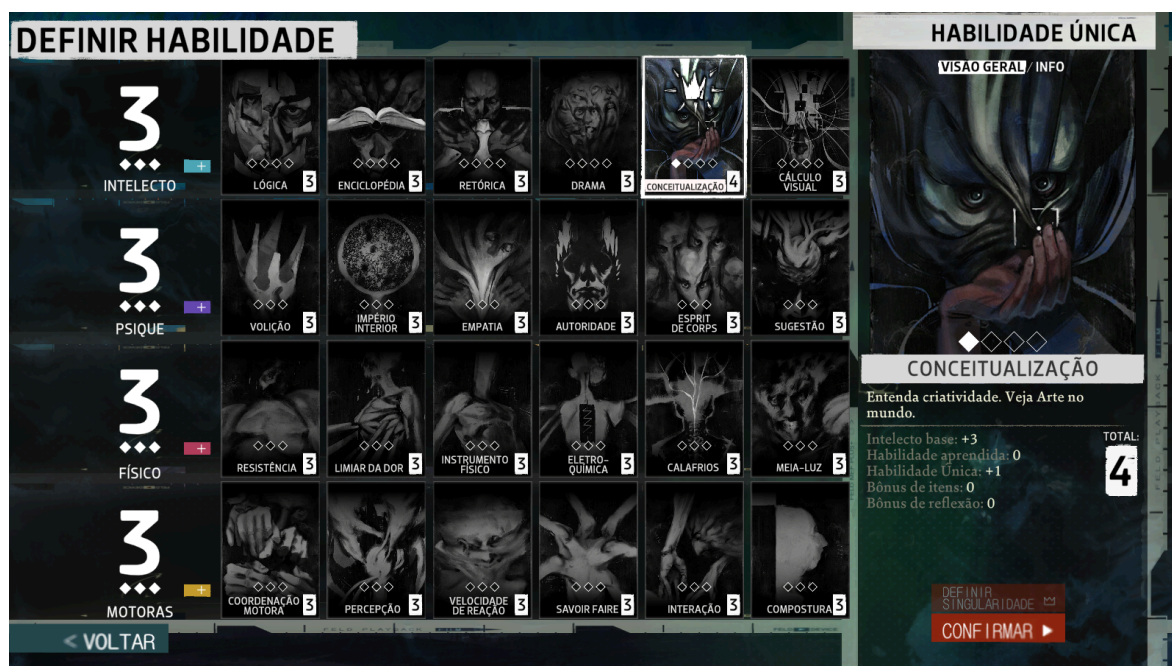 DEFINIR HABILIDADE
HABILIDADE ÚNICA
VISÃO GERAL / INFO
3
INTELECTO
+
LÓGICA 3
ENCICLOPÉDIA 3
RETÓRICA 3
DRAMA 3
CONCEITUALIZAÇÃO 4
CÁLCULO
VISUAL 3
3
PSIQUE
+
VOLIÇÃO 3
IMPÉRIO
INTERIOR 3
EMPATIA 3
AUTORIDADE 3
ESPRIT
DE CORPS 3
SUGESTÃO 3
3
FÍSICO
+
RESISTÊNCIA 3
LIMIAR DA DOR 3
INSTRUMENTO
FÍSICO 3
ELETRO-
QUÍMICA 3
CALAFRIOS 3
MEIA-LUZ 3
3
MOTORAS
+
COORDENAÇÃO
MOTORA 3
PERCEPÇÃO 3
VELOCIDADE
DE REAÇÃO 3
SAVOIR FAIRE 3
INTERAÇÃO 3
COMPOSTURA 3
CONCEITUALIZAÇÃO
Entenda criatividade. Veja Arte no
mundo.
Intelecto base: +3
Habilidade aprendida: 0
Habilidade Única: +1
Bônus de itens: 0
Bônus de reflexão: 0
TOTAL:
4
DEFINIR
SINGULARIDADE
CONFIRMAR
< VOLTAR